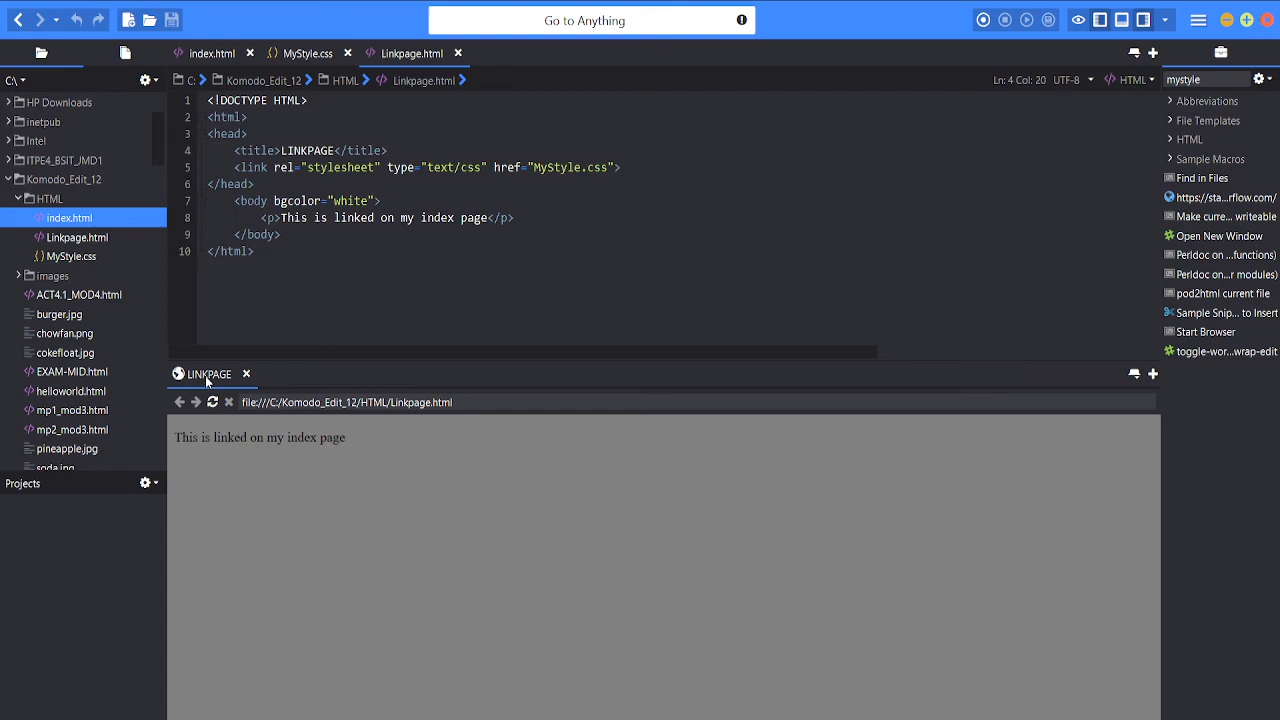 Go to Anything
index.html
MyStyle.css
Linkpage.html
C:\
C:
Komodo_Edit_12
HTML
Linkpage.html
Ln: 4 Col: 20
UTF-8
HTML
mystyle
HP Downloads
inetpub
Intel
ITPE4_BSIT_JMD1
Komodo_Edit_12
HTML
index.html
Linkpage.html
MyStyle.css
images
ACT4.1_MOD4.html
burger.jpg
chowfan.png
cokefloat.jpg
EXAM-MID.html
helloworld.html
mp1_mod3.html
mp2_mod3.html
pineapple.jpg
soda.jpg
Projects
1 <!DOCTYPE HTML>
2 <html>
3 <head>
4 <title>LINKPAGE</title>
5 <link rel="stylesheet" type="text/css" href="MyStyle.css">
6 </head>
7 <body bgcolor="white">
8 <p>This is linked on my index page</p>
9 </body>
10 </html>
LINKPAGE
file:///C:/Komodo_Edit_12/HTML/Linkpage.html
This is linked on my index page
Abbreviations
File Templates
HTML
Sample Macros
Find in Files
https://sta...rflow.com/
Make curre... writeable
Open New Window
Perldoc on ...functions)
Perldoc on...r modules)
pod2html current file
Sample Snip... to Insert
Start Browser
toggle-wor...wrap-edit